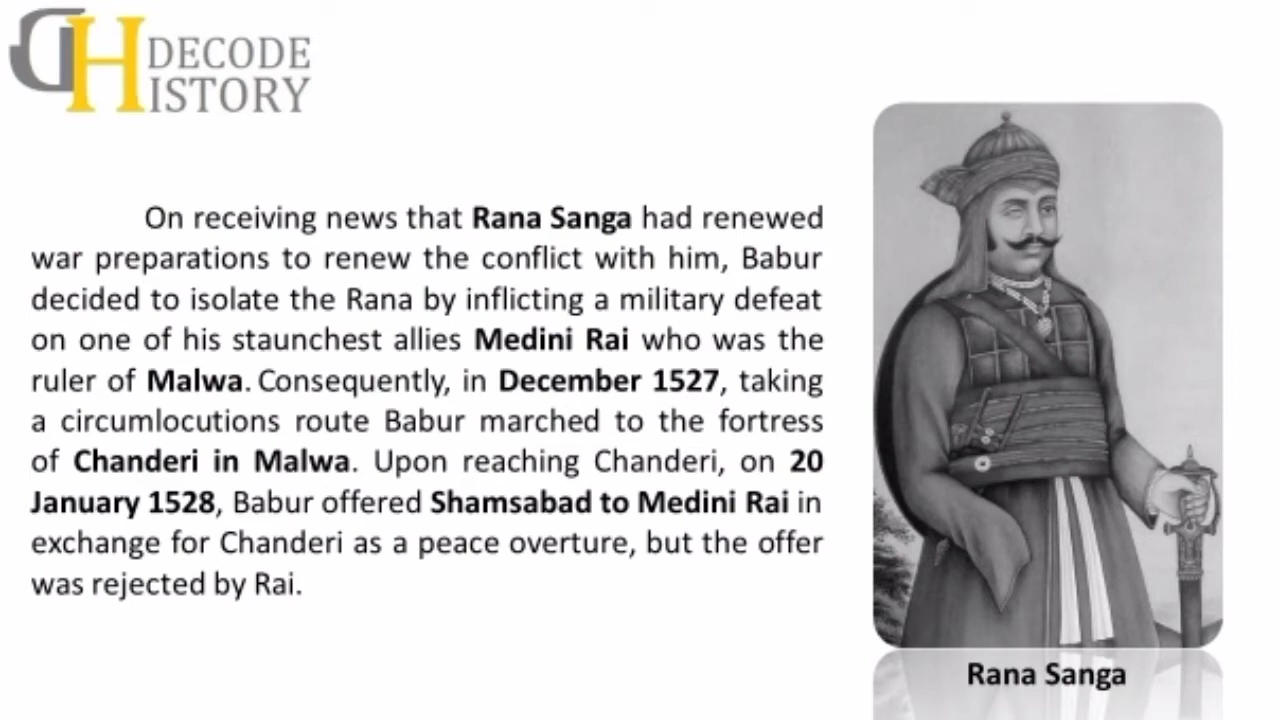 DECODE
HISTORY
On receiving news that Rana Sanga had renewed
war preparations to renew the conflict with him, Babur
decided to isolate the Rana by inflicting a military defeat
on one of his staunchest allies Medini Rai who was the
ruler of Malwa. Consequently, in December 1527, taking
a circumlocutions route Babur marched to the fortress
of Chanderi in Malwa. Upon reaching Chanderi, on 20
January 1528, Babur offered Shamsabad to Medini Rai in
exchange for Chanderi as a peace overture, but the offer
was rejected by Rai.
Rana Sanga